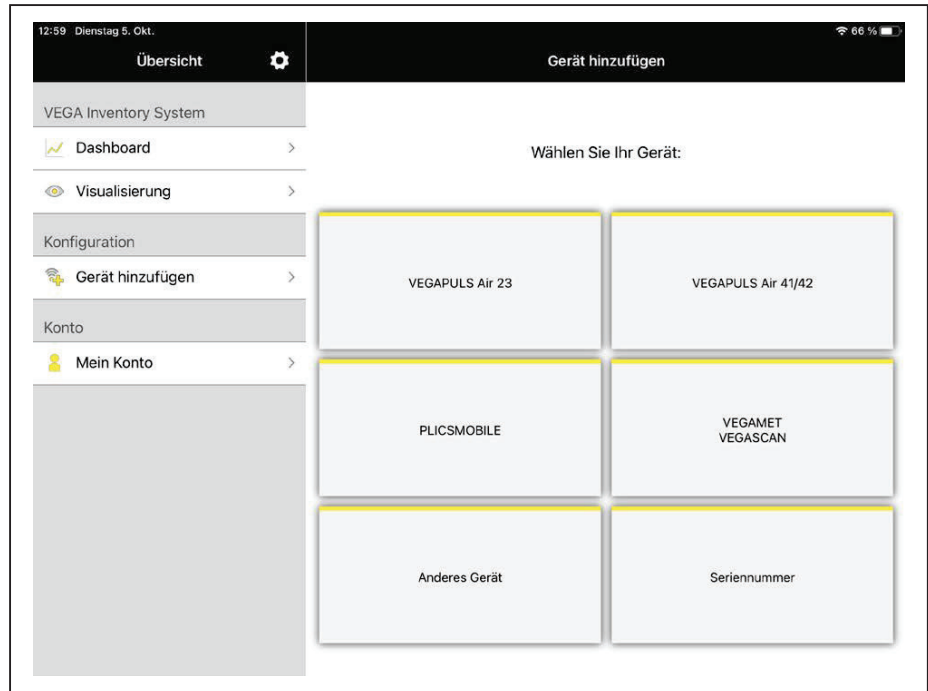 12:59 Dienstag 5. Okt.
66 %
Übersicht
Gerät hinzufügen
VEGA Inventory System
Dashboard
Visualisierung
Konfiguration
Gerät hinzufügen
Konto
Mein Konto
Wählen Sie Ihr Gerät:
VEGAPULS Air 23
VEGAPULS Air 41/42
PLICSMOBILE
VEGAMET
VEGASCAN
Anderes Gerät
Seriennummer